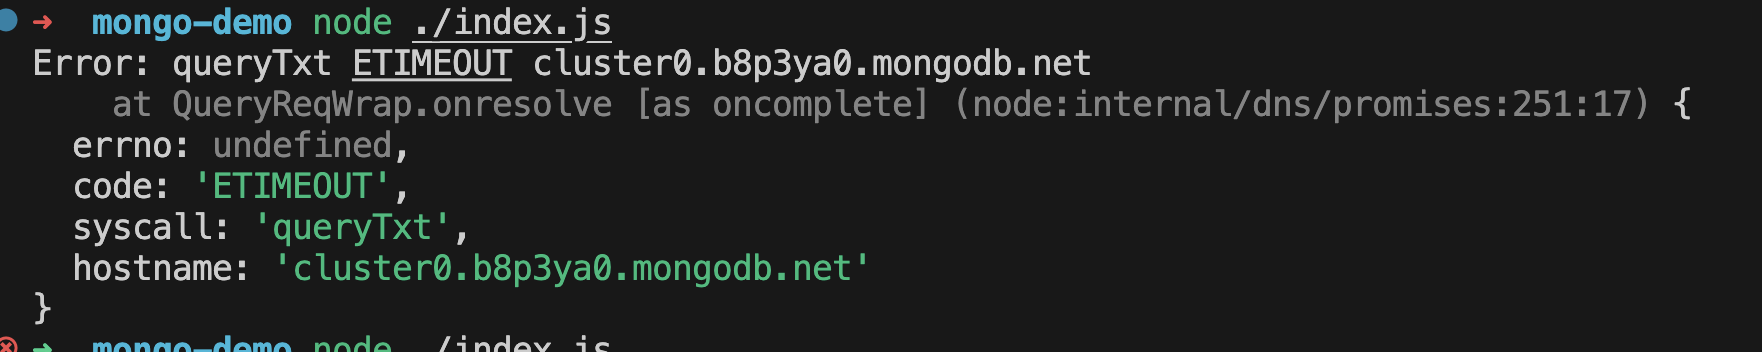 ➜ mongo-demo node ./index.js
Error: queryTxt ETIMEOUT cluster0.b8p3ya0.mongodb.net
    at QueryReqWrap.onresolve [as oncomplete] (node:internal/dns/promises:251:17) {
  errno: undefined,
  code: 'ETIMEOUT',
  syscall: 'queryTxt',
  hostname: 'cluster0.b8p3ya0.mongodb.net'
}
➜ mongo-demo node ./index.js